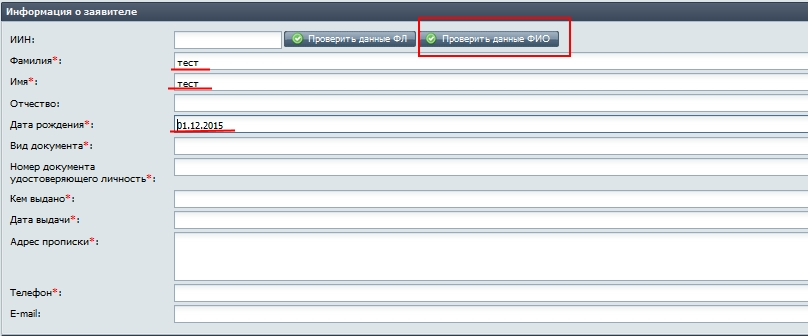 Информация о заявителе
ИИН: Проверить данные ФЛ Проверить данные ФИО
Фамилия*: тест
Имя*: тест
Отчество:
Дата рождения*: 01.12.2015
Вид документа*:
Номер документа
удостоверяющего личность*:
Кем выдано*:
Дата выдачи*:
Адрес прописки*:
Телефон*:
E-mail: